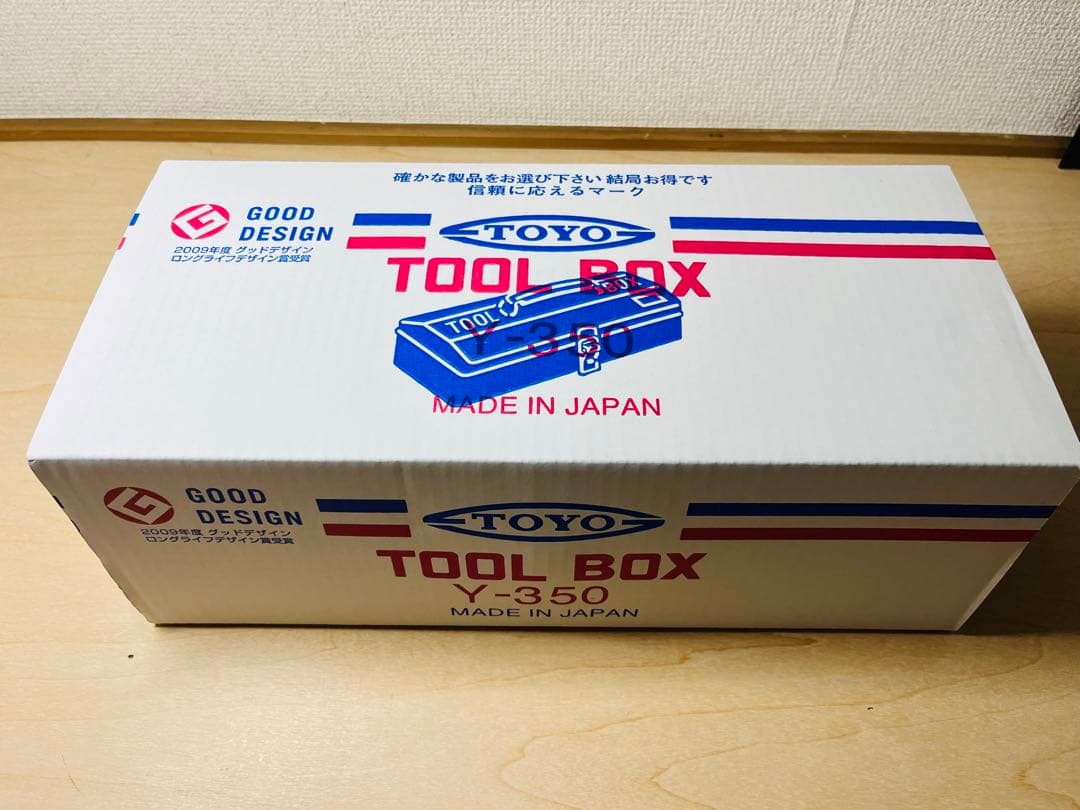 確かな製品をお選び下さい 結局お得です
信頼に応えるマーク
GOOD
DESIGN
2009年度 グッドデザイン
ロングライフデザイン賞受賞
TOYO
TOOL BOX
TOOL BOX
Y-350
MADE IN JAPAN
GOOD
DESIGN
2009年度 グッドデザイン
ロングライフデザイン賞受賞
TOYO
TOOL BOX
Y-350
MADE IN JAPAN